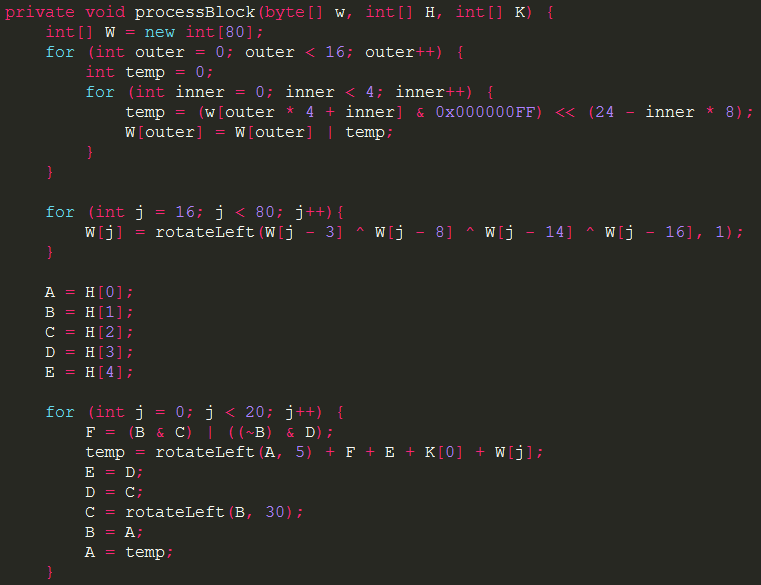 private void processBlock(byte[] w, int[] H, int[] K) {
    int[] W = new int[80];
    for (int outer = 0; outer < 16; outer++) {
        int temp = 0;
        for (int inner = 0; inner < 4; inner++) {
            temp = (w[outer * 4 + inner] & 0x000000FF) << (24 - inner * 8);
            W[outer] = W[outer] | temp;
        }
    }

    for (int j = 16; j < 80; j++){
        W[j] = rotateLeft(W[j - 3] ^ W[j - 8] ^ W[j - 14] ^ W[j - 16], 1);
    }

    A = H[0];
    B = H[1];
    C = H[2];
    D = H[3];
    E = H[4];

    for (int j = 0; j < 20; j++) {
        F = (B & C) | ((~B) & D);
        temp = rotateLeft(A, 5) + F + E + K[0] + W[j];
        E = D;
        D = C;
        C = rotateLeft(B, 30);
        B = A;
        A = temp;
    }